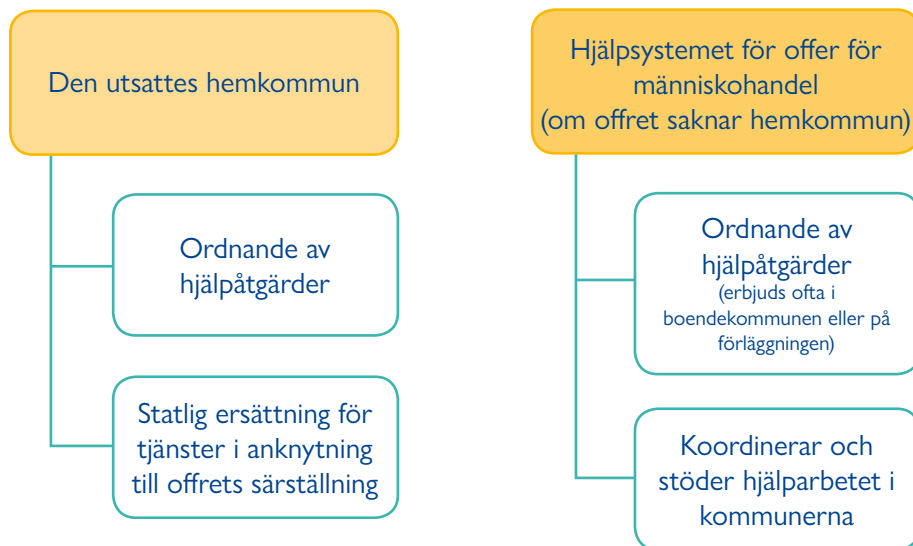 Den utsattes hemkommun
Ordnande av
hjälpåtgärder
Statlig ersättning för
tjänster i anknytning
till offrets särställning
Hjälpsystemet för offer för
människohandel
(om offret saknar hemkommun)
Ordnande av
hjälpåtgärder
(erbjuds ofta i
boendekommunen eller på
förläggningen)
Koordinerar och
stöder hjälparbetet i
kommunerna